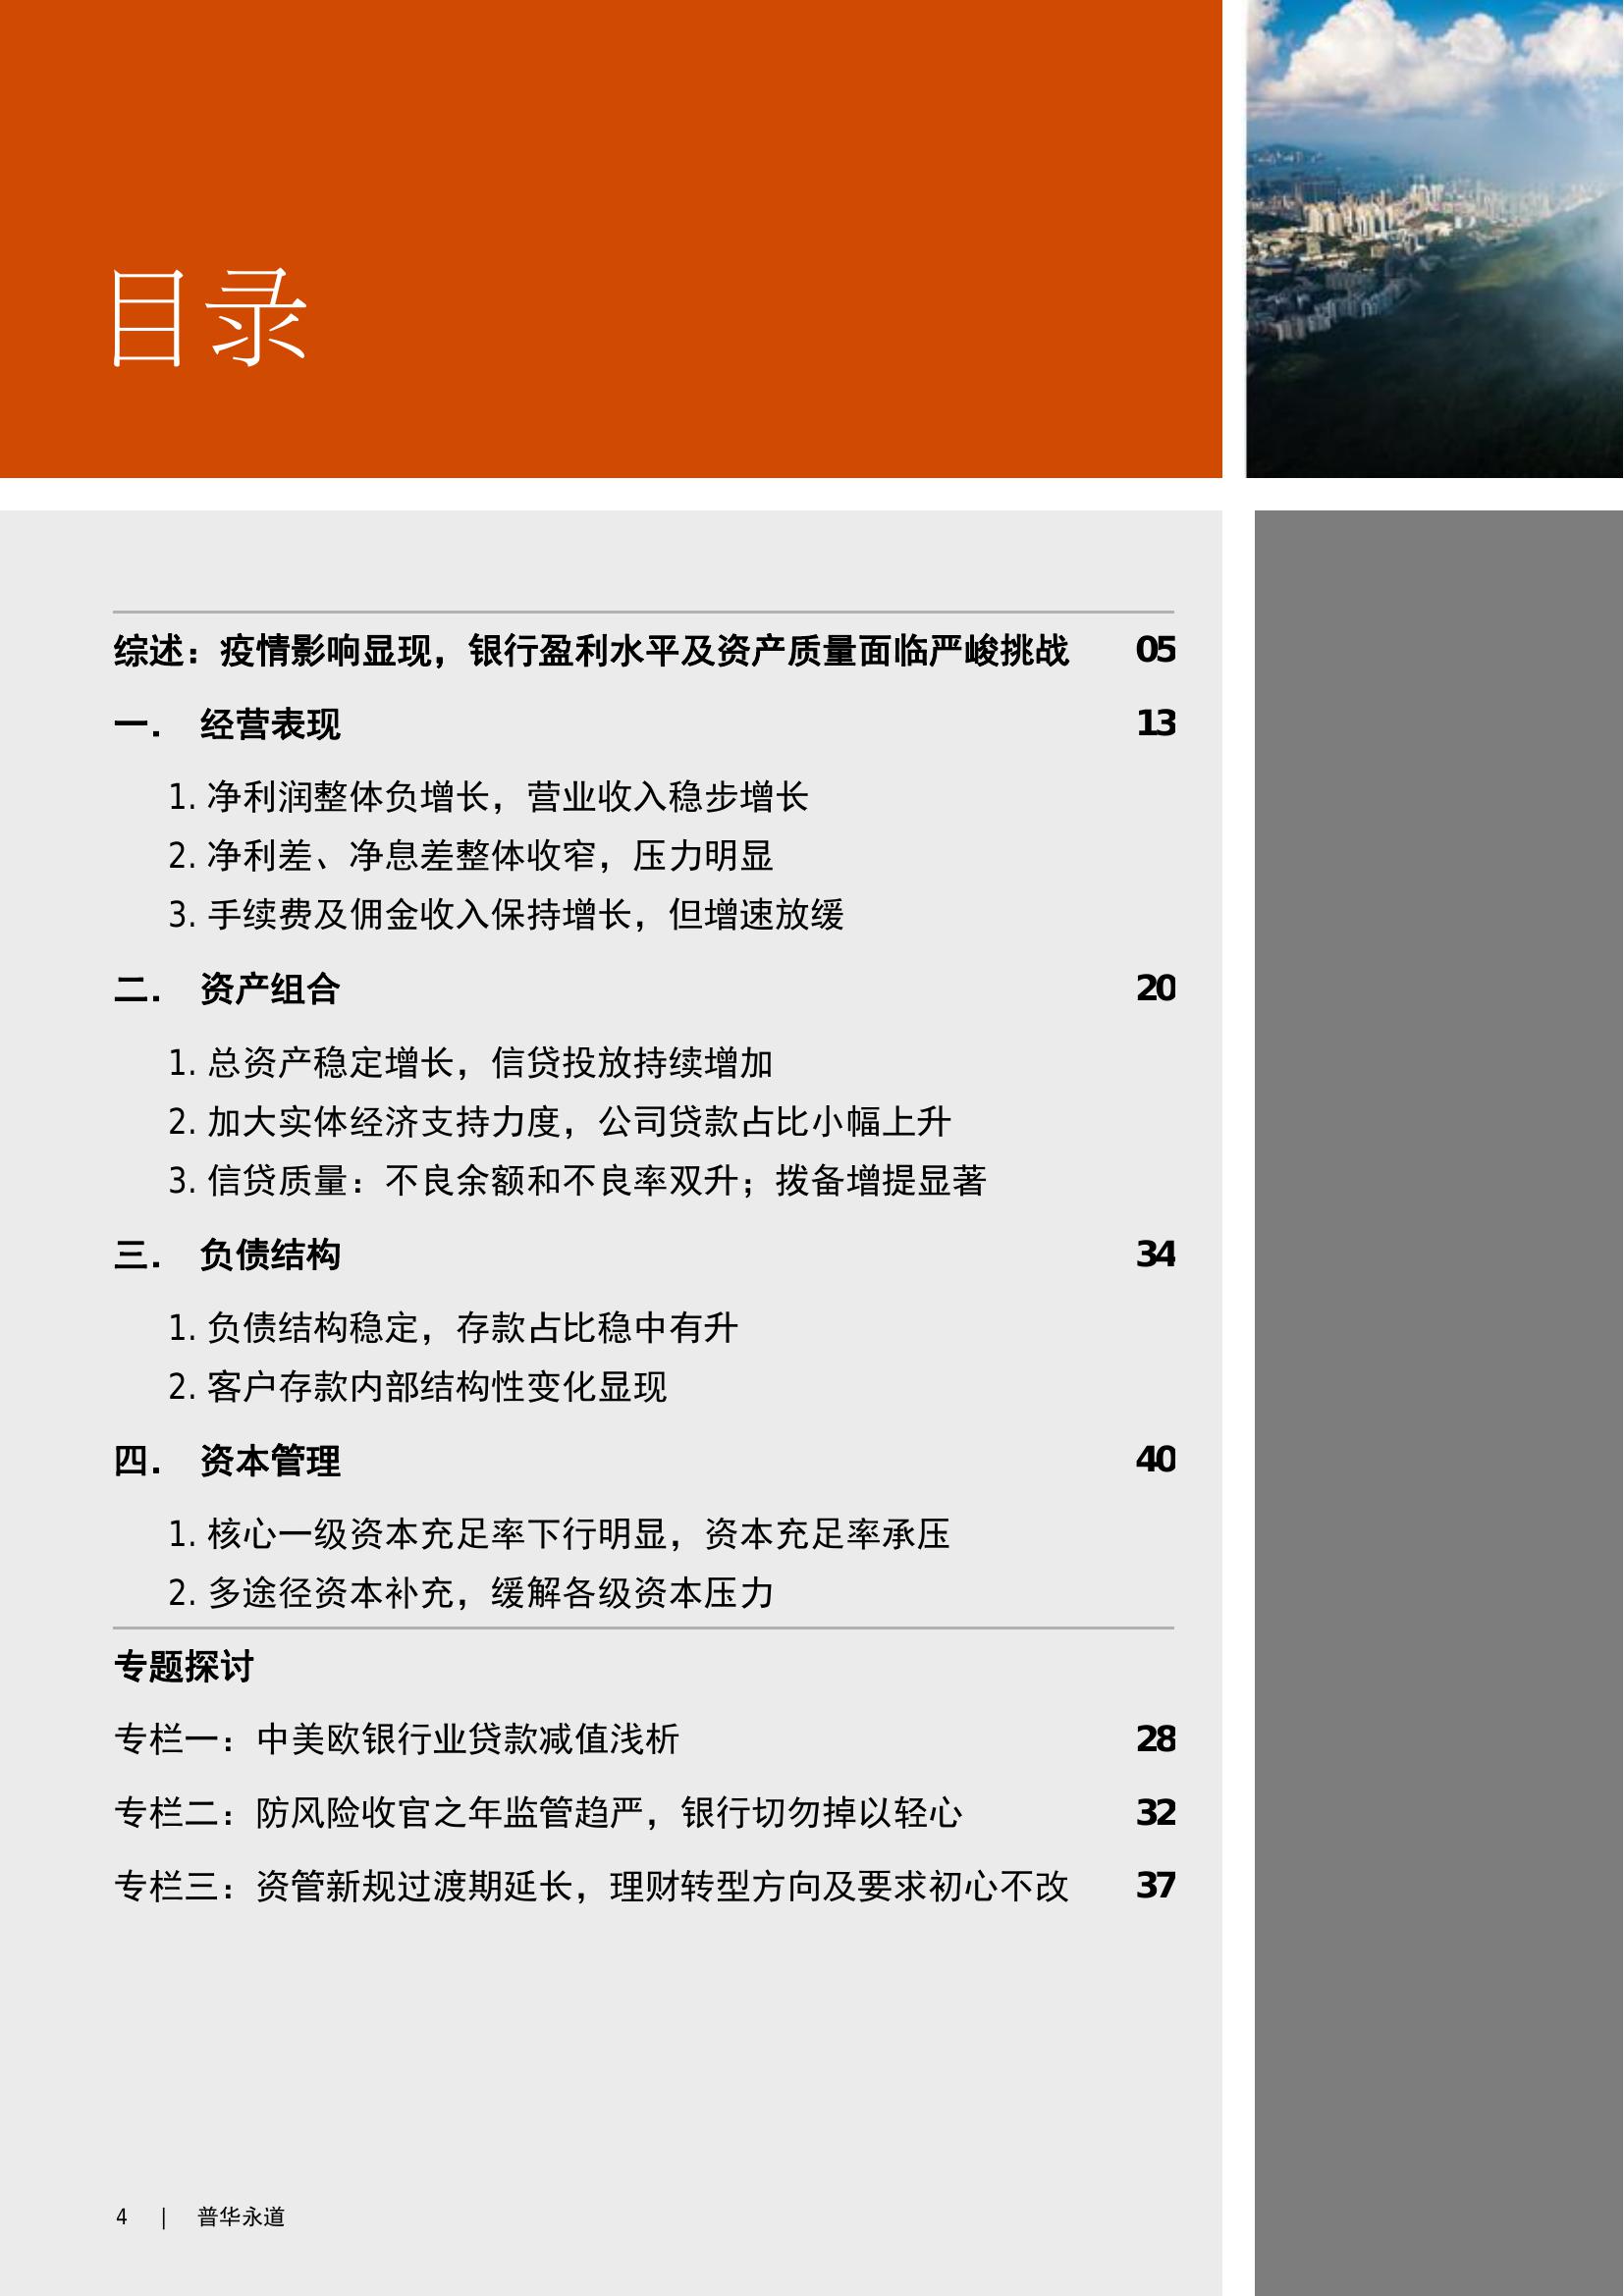 目录
综述：疫情影响显现，银行盈利水平及资产质量面临严峻挑战 05
一. 经营表现 13
1. 净利润整体负增长，营业收入稳步增长
2. 净利差、净息差整体收窄，压力明显
3. 手续费及佣金收入保持增长，但增速放缓
二. 资产组合 20
1. 总资产稳定增长，信贷投放持续增加
2. 加大实体经济支持力度，公司贷款占比小幅上升
3. 信贷质量：不良余额和不良率双升；拨备增提显著
三. 负债结构 34
1. 负债结构稳定，存款占比稳中有升
2. 客户存款内部结构性变化显现
四. 资本管理 40
1. 核心一级资本充足率下行明显，资本充足率承压
2. 多途径资本补充，缓解各级资本压力
专题探讨
专栏一：中美欧银行业贷款减值浅析 28
专栏二：防风险收官之年监管趋严，银行切勿掉以轻心 32
专栏三：资管新规过渡期延长，理财转型方向及要求初心不改 37
4 | 普华永道